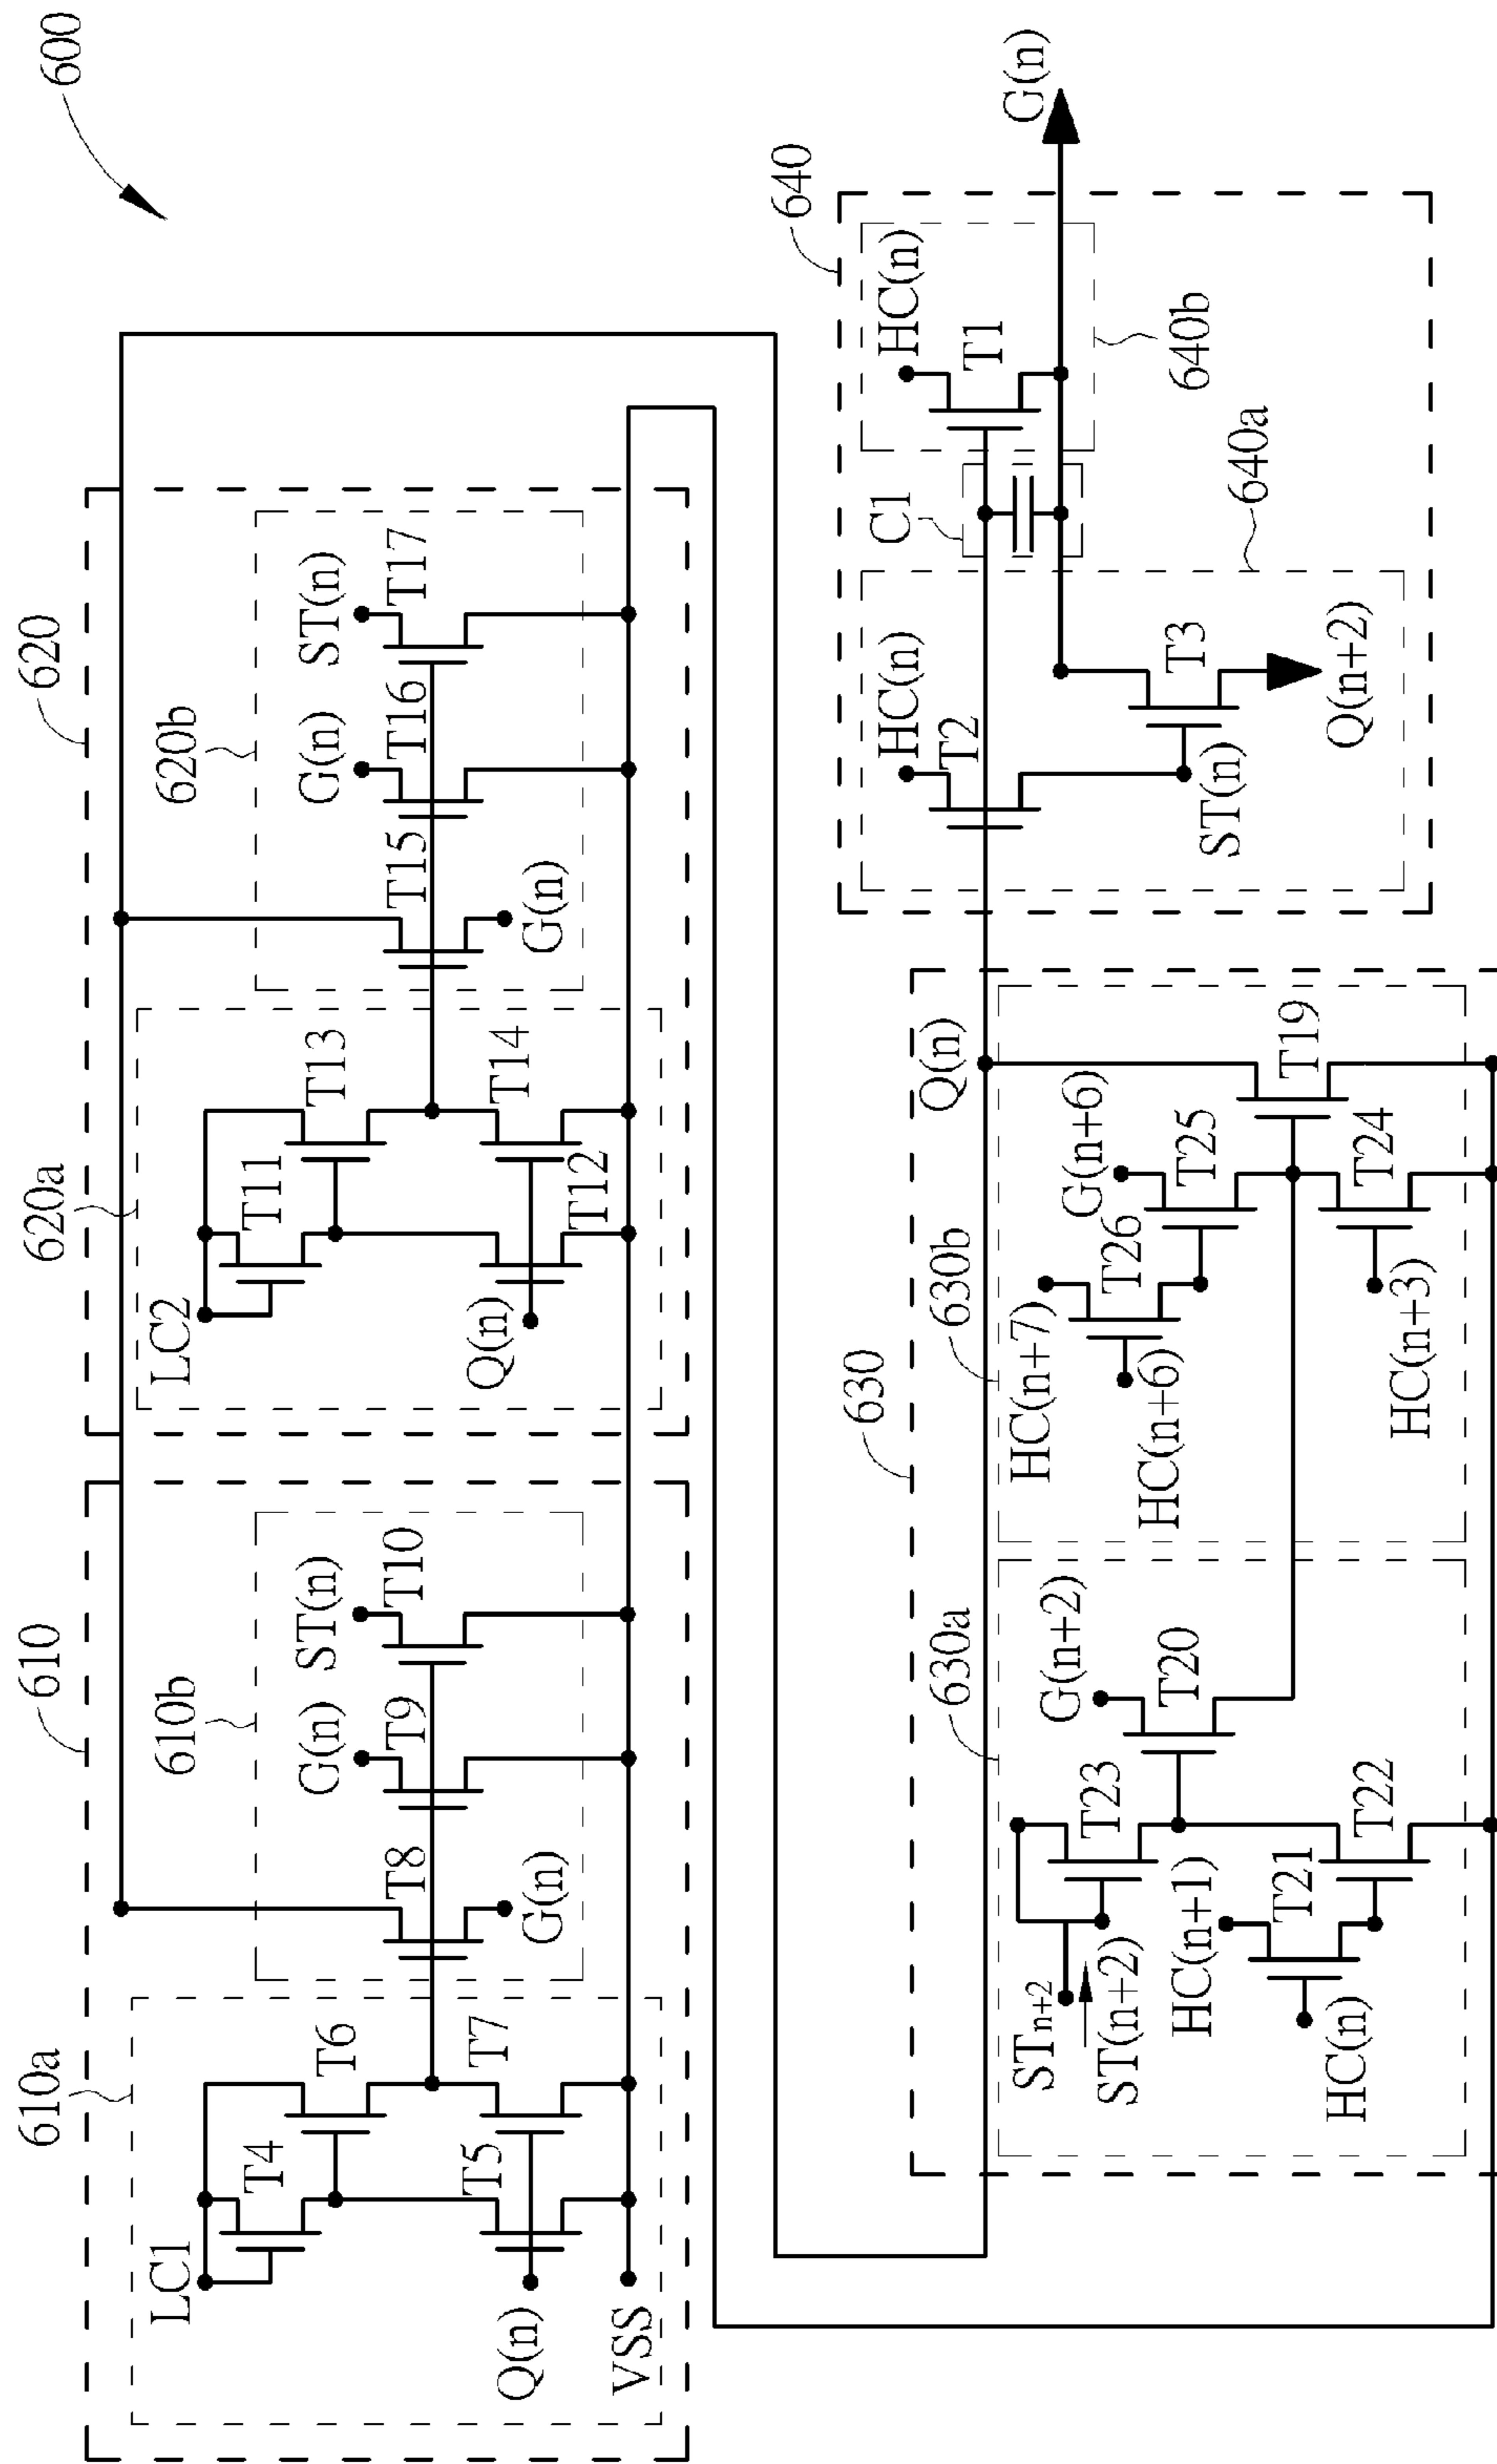 600
610
610a
LC1
T4
T6
T5
T7
Q(n)
VSS
610b
T8
G(n)
G(n)
T9
ST(n)
T10
620
620a
LC2
T11
T13
T12
T14
Q(n)
620b
T15
G(n)
G(n)
T16
ST(n)
T17
630
630a
STn+2
ST(n+2)
T23
G(n+2)
T20
HC(n+1)
T21
T22
HC(n)
630b
HC(n+7)
T26
HC(n+6)
G(n+6)
T25
T19
T24
HC(n+3)
Q(n)
640
HC(n)
T2
ST(n)
T3
Q(n+2)
640a
C1
HC(n)
T1
640b
G(n)